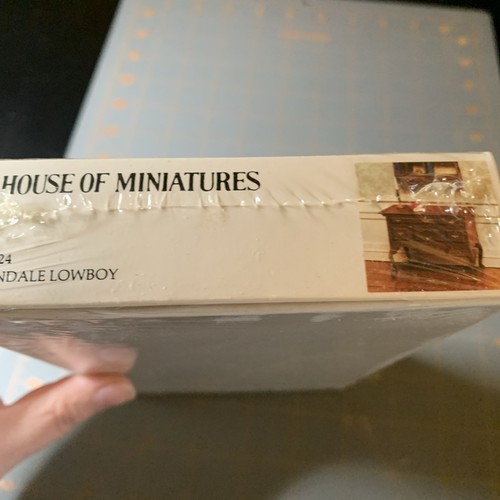 HOUSE OF MINIATURES
24
NDALE LOWBOY